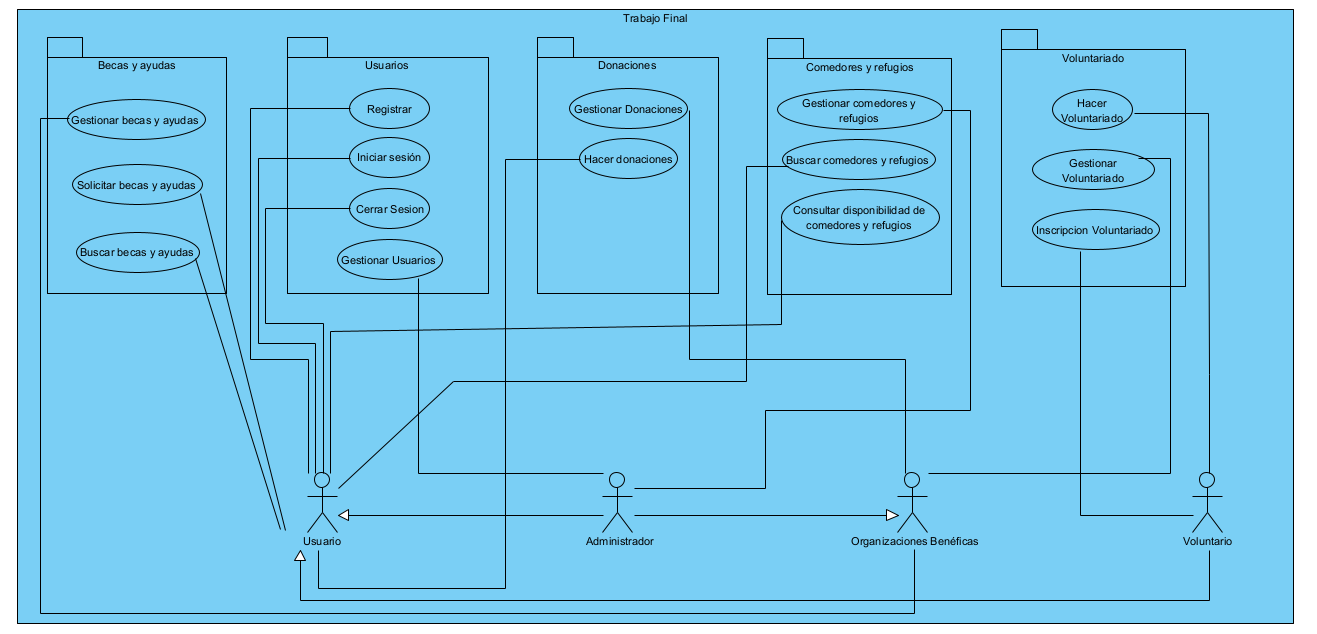 Trabajo Final
Becas y ayudas
Gestionar becas y ayudas
Solicitar becas y ayudas
Buscar becas y ayudas
Usuarios
Registrar
Iniciar sesión
Cerrar Sesion
Gestionar Usuarios
Donaciones
Gestionar Donaciones
Hacer donaciones
Comedores y refugios
Gestionar comedores y
refugios
Buscar comedores y refugios
Consultar disponibilidad de
comedores y refugios
Voluntariado
Hacer
Voluntariado
Gestionar
Voluntariado
Inscripcion Voluntariado
Usuario
Administrador
Organizaciones Benéficas
Voluntario